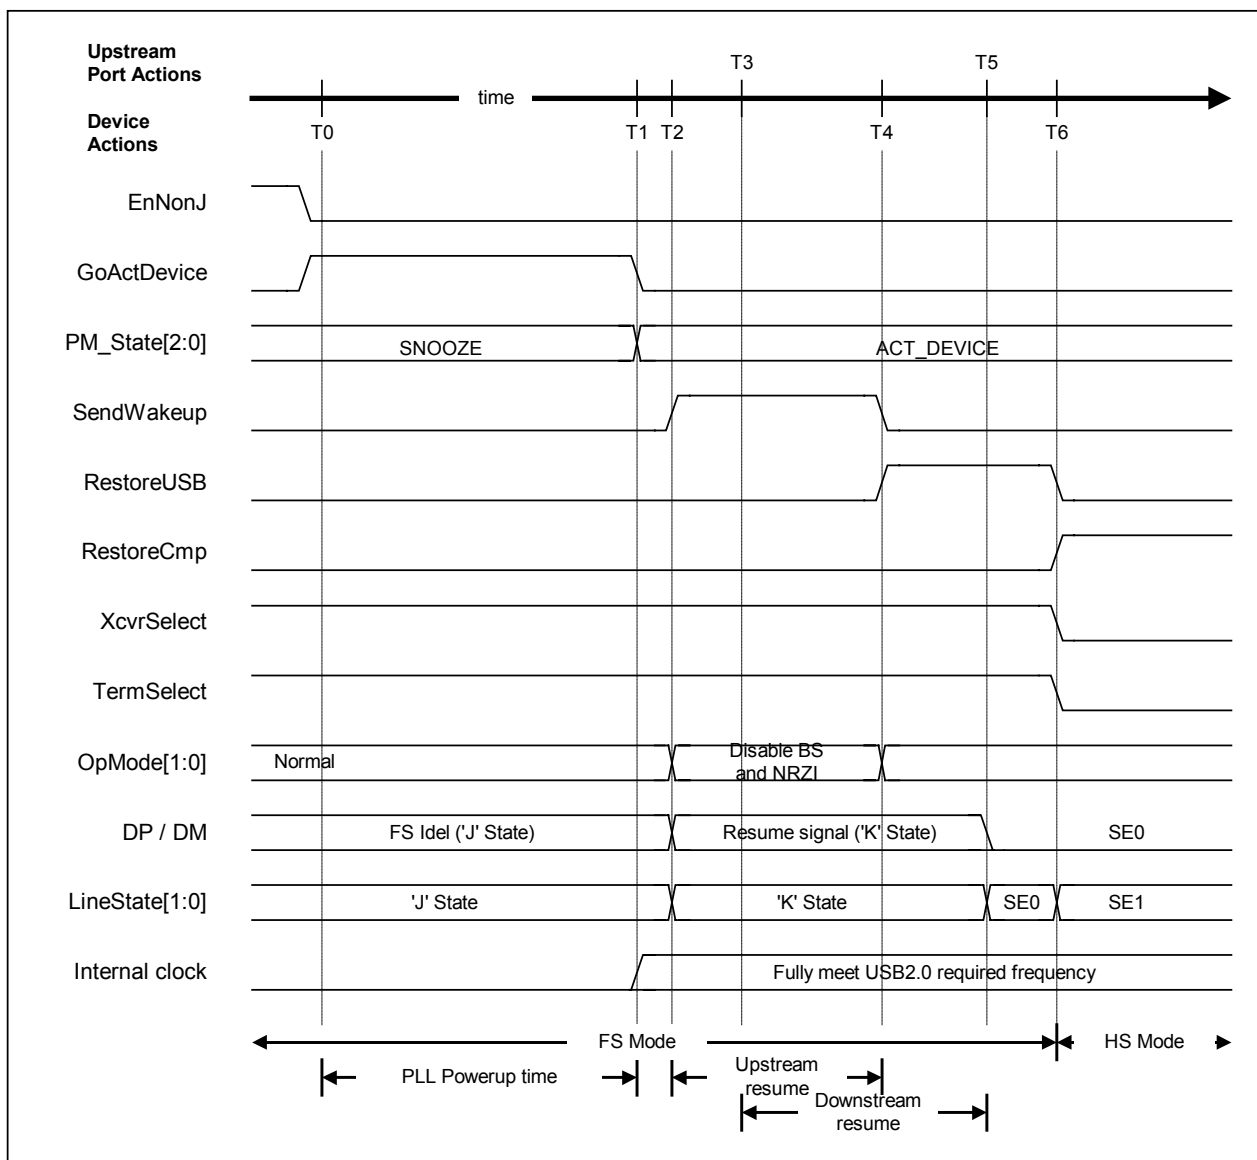 Upstream
Port Actions
T3
T5
time
Device
Actions
T0
T1
T2
T4
T6
EnNonJ
GoActDevice
PM_State[2:0]
SNOOZE
ACT_DEVICE
SendWakeup
RestoreUSB
RestoreCmp
XcvrSelect
TermSelect
OpMode[1:0]
Normal
Disable BS
and NRZI
DP / DM
FS Idel ('J' State)
Resume signal ('K' State)
SE0
LineState[1:0]
'J' State
'K' State
SE0
SE1
Internal clock
Fully meet USB2.0 required frequency
FS Mode
HS Mode
PLL Powerup time
Upstream
resume
Downstream
resume